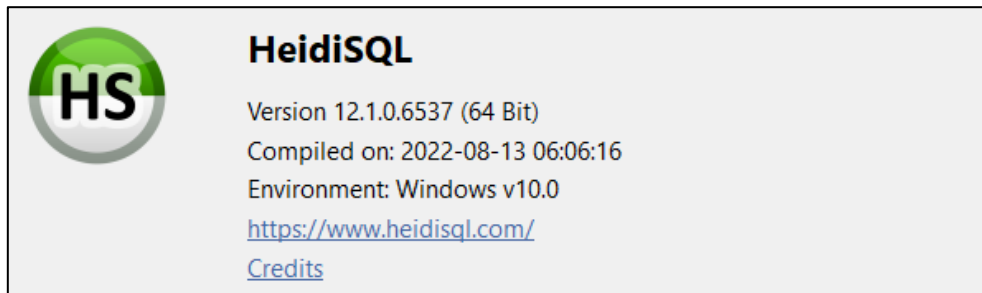 HS
HeidiSQL
Version 12.1.0.6537 (64 Bit)
Compiled on: 2022-08-13 06:06:16
Environment: Windows v10.0
https://www.heidisql.com/
Credits